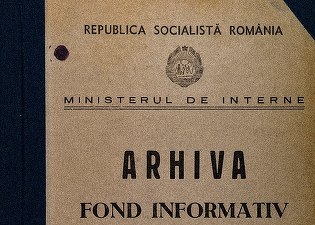 REPUBLICA SOCIALISTĂ ROMÂNIA
MINISTERUL DE INTERNE
ARHIVA
FOND INFORMATIV